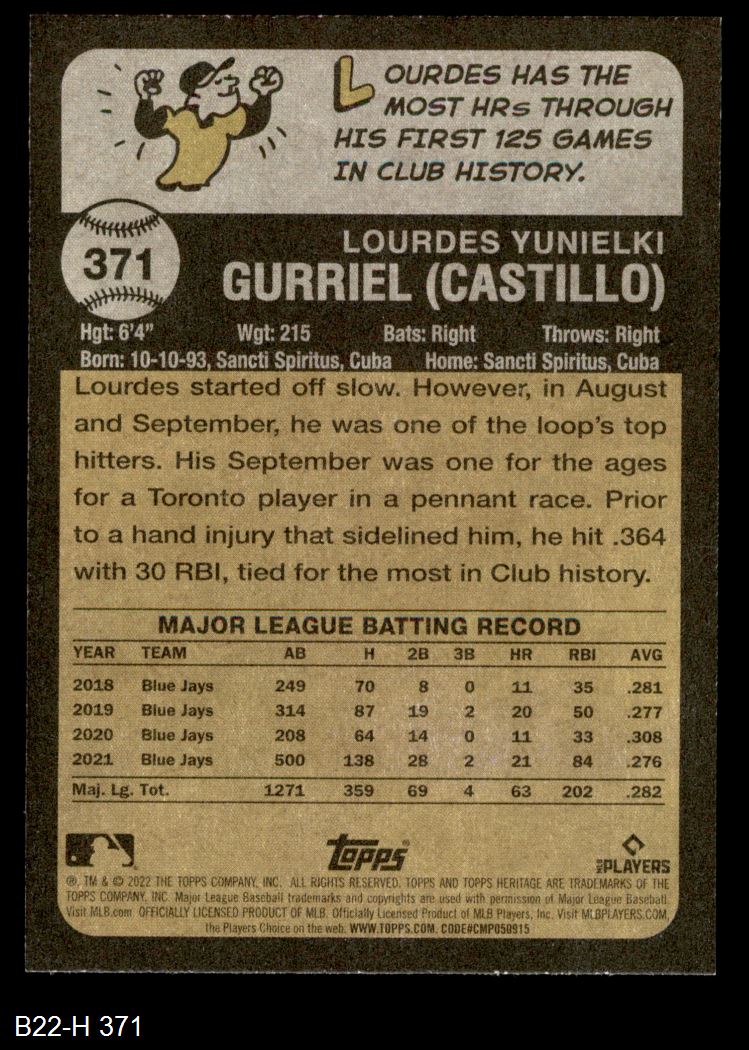 LOURDES HAS THE
MOST HRs THROUGH
HIS FIRST 125 GAMES
IN CLUB HISTORY.
371
LOURDES YUNIELKI
GURRIEL (CASTILLO)
Hgt: 6'4" Wgt: 215 Bats: Right Throws: Right
Born: 10-10-93, Sancti Spiritus, Cuba Home: Sancti Spiritus, Cuba
Lourdes started off slow. However, in August
and September, he was one of the loop's top
hitters. His September was one for the ages
for a Toronto player in a pennant race. Prior
to a hand injury that sidelined him, he hit .364
with 30 RBI, tied for the most in Club history.
MAJOR LEAGUE BATTING RECORD
YEAR TEAM AB H 2B 3B HR RBI AVG
2018 Blue Jays 249 70 8 0 11 35 .281
2019 Blue Jays 314 87 19 2 20 50 .277
2020 Blue Jays 208 64 14 0 11 33 .308
2021 Blue Jays 500 138 28 2 21 84 .276
Maj. Lg. Tot. 1271 359 69 4 63 202 .282
Topps
MLB PLAYERS
®, TM & © 2022 THE TOPPS COMPANY, INC. ALL RIGHTS RESERVED. TOPPS AND TOPPS HERITAGE ARE TRADEMARKS OF THE
TOPPS COMPANY, INC. Major League Baseball trademarks and copyrights are used with permission of Major League Baseball.
Visit MLB.com. OFFICIALLY LICENSED PRODUCT OF MLB. Officially Licensed Product of MLB Players, Inc. Visit MLBPLAYERS.COM,
the Players Choice on the web. WWW.TOPPS.COM. CODE#CMP050915
B22-H 371